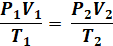 P₁V₁/T₁ = P₂V₂/T₂